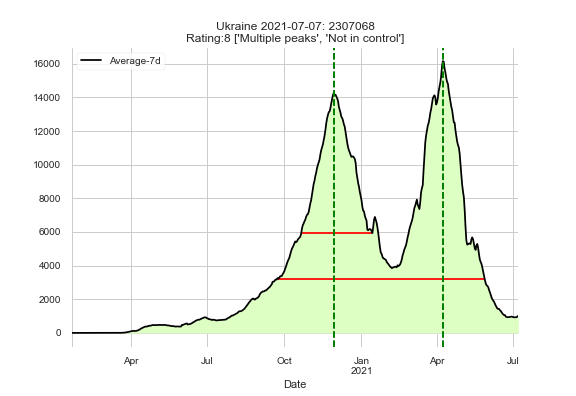 Ukraine 2021-07-07: 2307068
Rating:8 ['Multiple peaks', 'Not in control']
Average-7d
16000
14000
12000
10000
8000
6000
4000
2000
0
Apr
Jul
Oct
Jan
2021
Apr
Jul
Date